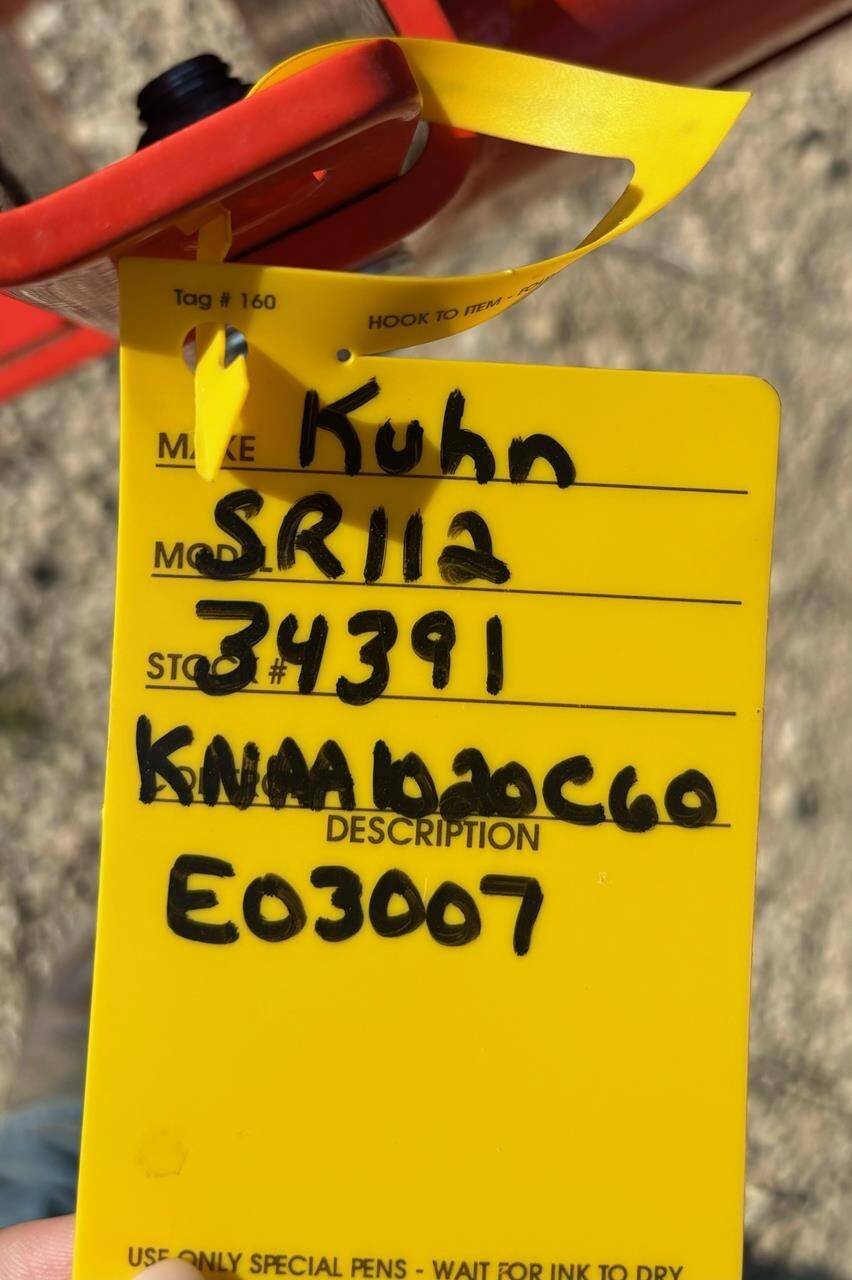 Tag # 160
HOOK TO ITEM -
MAKE Kuhn
MODEL SR112
STOCK # 34391
KNAA1020C60
DESCRIPTION
E03007
USE ONLY SPECIAL PENS - WAIT FOR INK TO DRY